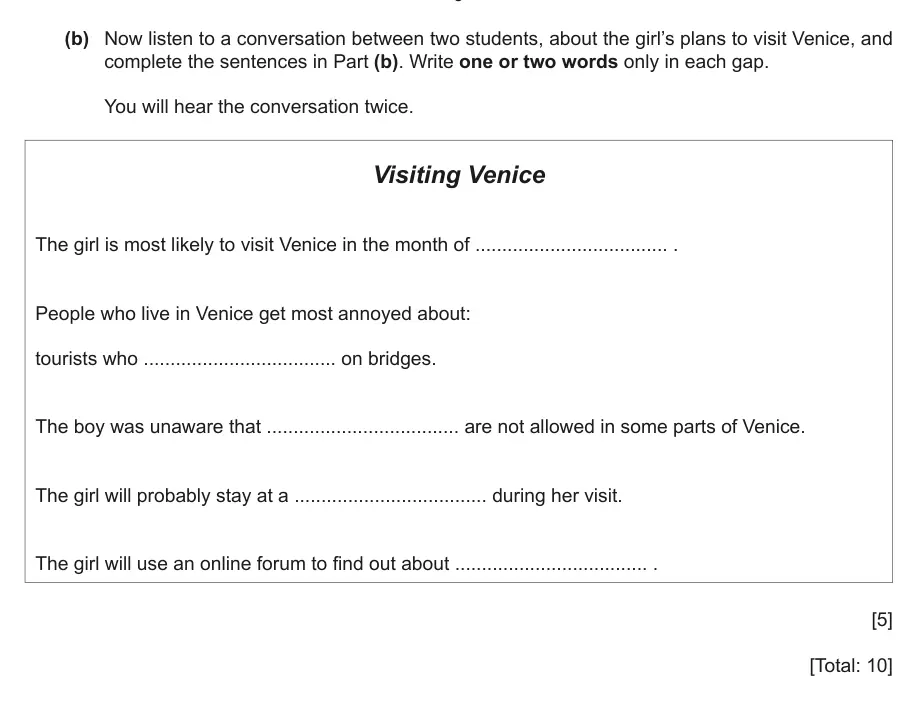 (b) Now listen to a conversation between two students, about the girl's plans to visit Venice, and
complete the sentences in Part (b). Write one or two words only in each gap.
You will hear the conversation twice.
Visiting Venice
The girl is most likely to visit Venice in the month of .................................... .
People who live in Venice get most annoyed about:
tourists who .................................... on bridges.
The boy was unaware that .................................... are not allowed in some parts of Venice.
The girl will probably stay at a .................................... during her visit.
The girl will use an online forum to find out about .................................... .
[5]
[Total: 10]